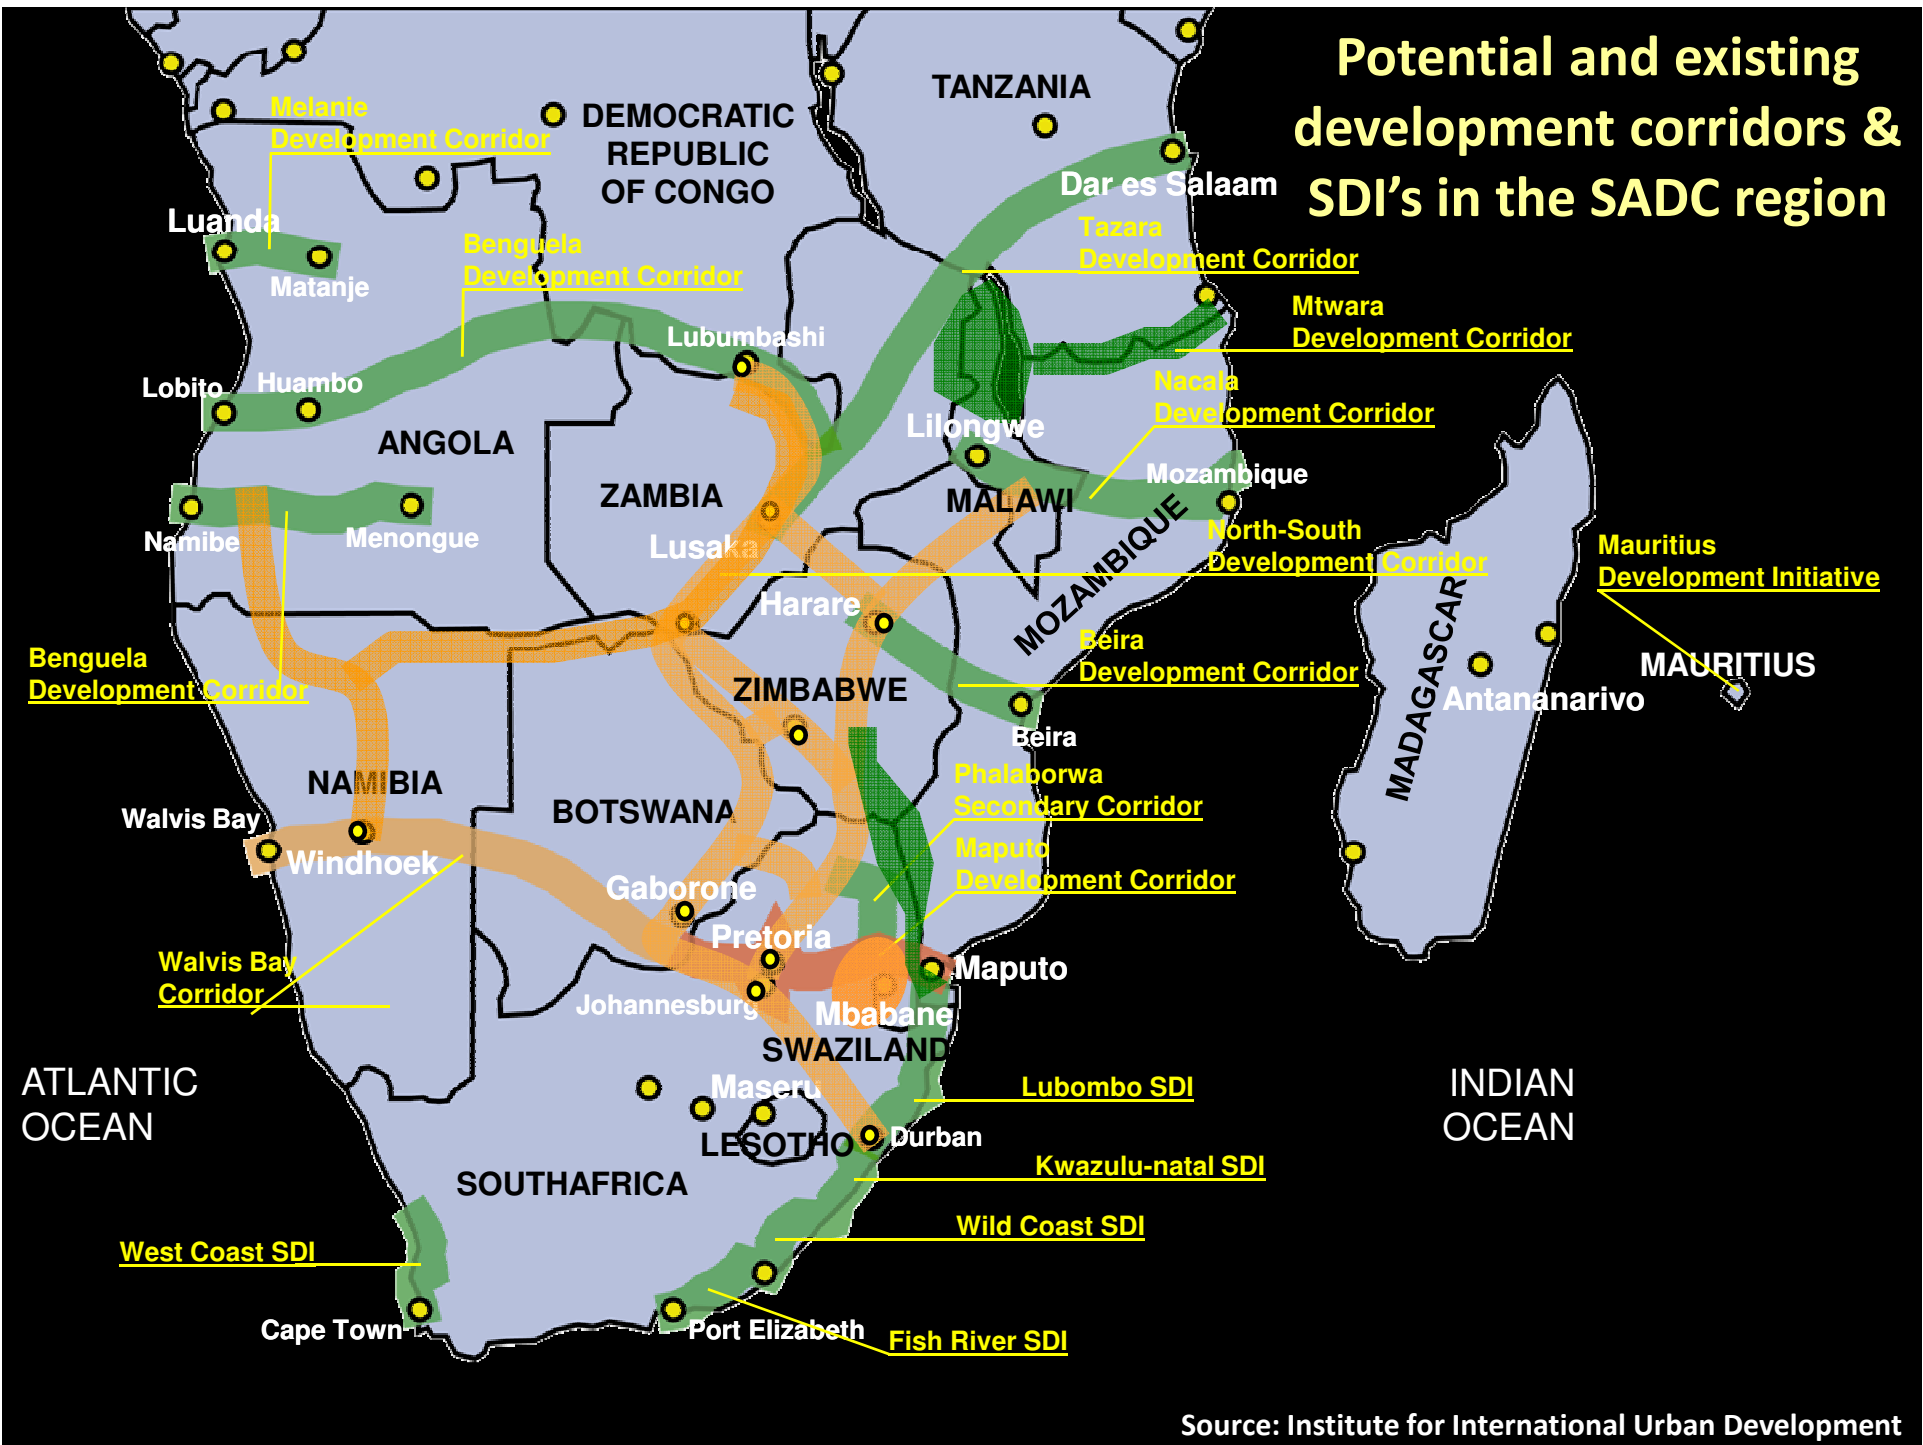 Potential and existing
development corridors &
SDI's in the SADC region
TANZANIA
DEMOCRATIC
REPUBLIC
OF CONGO
Melanie
Development Corridor
Dar es Salaam
Luanda
Tazara
Development Corridor
Benguela
Development Corridor
Matanje
Mtwara
Development Corridor
Lubumbashi
Nacala
Development Corridor
Lobito
Huambo
Lilongwe
ANGOLA
Mozambique
ZAMBIA
MALAWI
MOZAMBIQUE
Namibe
Menongue
Lusaka
North-South
Development Corridor
Mauritius
Development Initiative
Harare
MADAGASCAR
Beira
Development Corridor
Benguela
Development Corridor
MAURITIUS
ZIMBABWE
Antananarivo
Beira
NAMIBIA
Phalaborwa
Secondary Corridor
BOTSWANA
Walvis Bay
Windhoek
Maputo
Development Corridor
Gaborone
Pretoria
Walvis Bay
Corridor
Maputo
Johannesburg
Mbabane
SWAZILAND
ATLANTIC
OCEAN
Maseru
Lubombo SDI
INDIAN
OCEAN
LESOTHO
Durban
Kwazulu-natal SDI
SOUTHAFRICA
Wild Coast SDI
West Coast SDI
Cape Town
Port Elizabeth
Fish River SDI
Source: Institute for International Urban Development